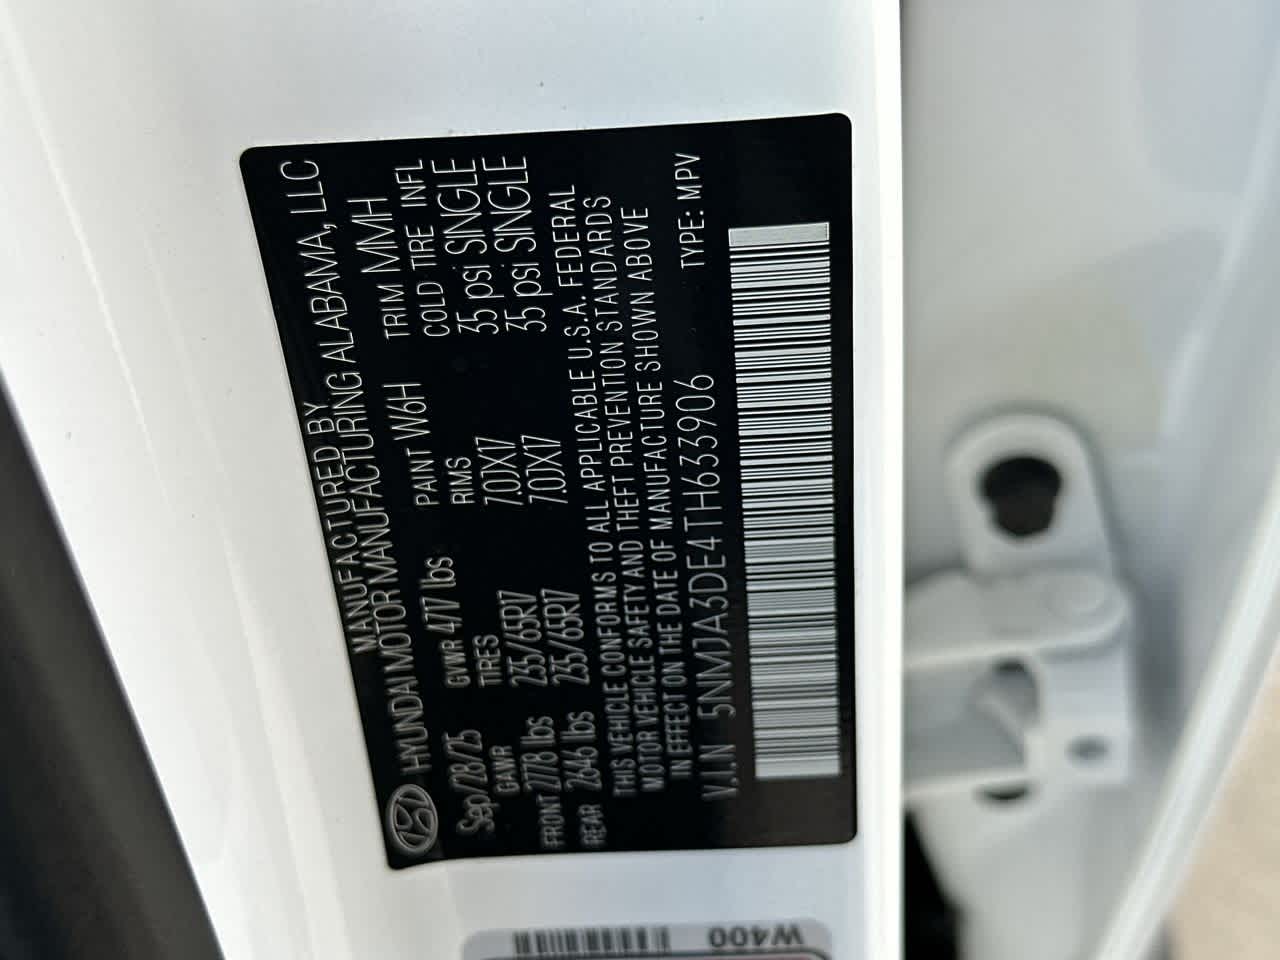 MANUFACTURED BY
HYUNDAI MOTOR MANUFACTURING ALABAMA, LLC
Sep/28/25 GVWR 4717 lbs PAINT W6H TRIM MMH
GAWR TIRES RIMS COLD TIRE INFL
FRONT 2778 lbs 235/65R17 7.0JX17 35 psi SINGLE
REAR 2646 lbs 235/65R17 7.0JX17 35 psi SINGLE
THIS VEHICLE CONFORMS TO ALL APPLICABLE U.S.A. FEDERAL
MOTOR VEHICLE SAFETY AND THEFT PREVENTION STANDARDS
IN EFFECT ON THE DATE OF MANUFACTURE SHOWN ABOVE
V.I.N 5NMJA3DE4TH633906 TYPE: MPV
W400